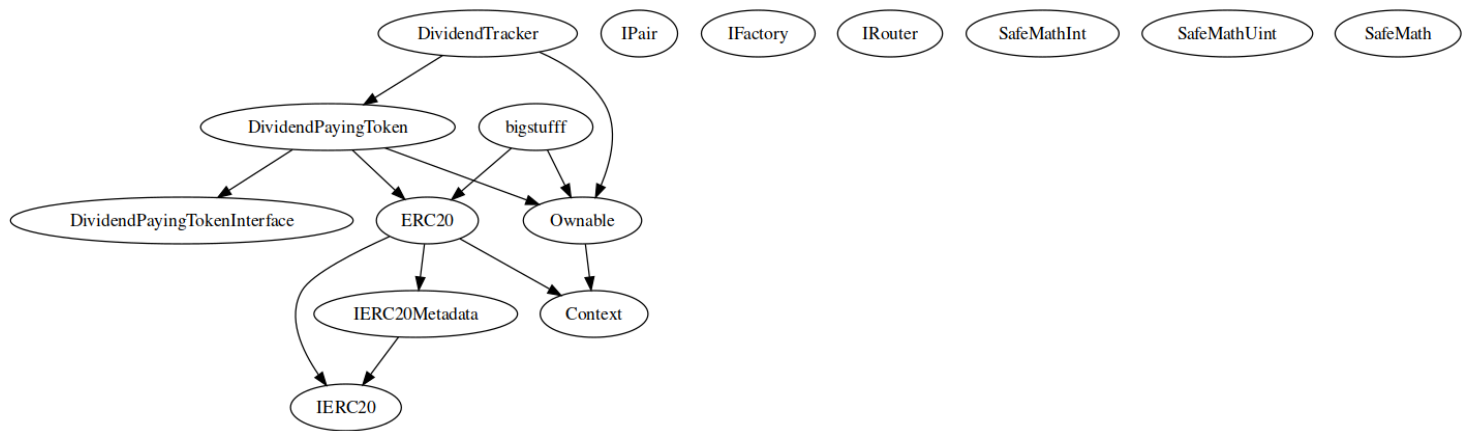 DividendTracker
IPair
IFactory
IRouter
SafeMathInt
SafeMathUint
SafeMath
DividendPayingToken
bigstufff
DividendPayingTokenInterface
ERC20
Ownable
IERC20Metadata
Context
IERC20